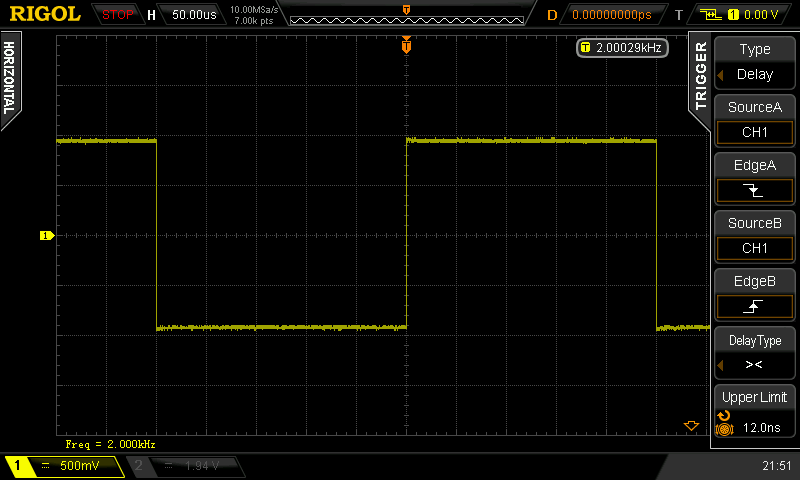 RIGOL STOP H 50.00us 10.00MSa/s D 0.00000000ps T 1 0.00 V
7.00k pts
T
HORIZONTAL
T 2.00029kHz
TRIGGER
Type
Delay
SourceA
CH1
EdgeA
SourceB
CH1
EdgeB
DelayType
><
Upper Limit
12.0ns
1
Freq = 2.000kHz
1 500mV 2 1.94 V 21:51